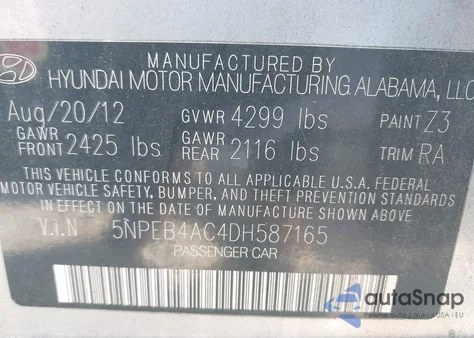 MANUFACTURED BY
HYUNDAI MOTOR MANUFACTURING ALABAMA, LLC
Aug/20/12 GVWR 4299 lbs PAINT Z3
GAWR FRONT 2425 lbs GAWR REAR 2116 lbs TRIM RA
THIS VEHICLE CONFORMS TO ALL APPLICABLE U.S.A. FEDERAL
MOTOR VEHICLE SAFETY, BUMPER, AND THEFT PREVENTION
STANDARDS IN EFFECT ON THE DATE OF MANUFACTURE SHOWN ABOVE.
V.i.N 5NPEB4AC4DH587165
PASSENGER CAR
autaSnap